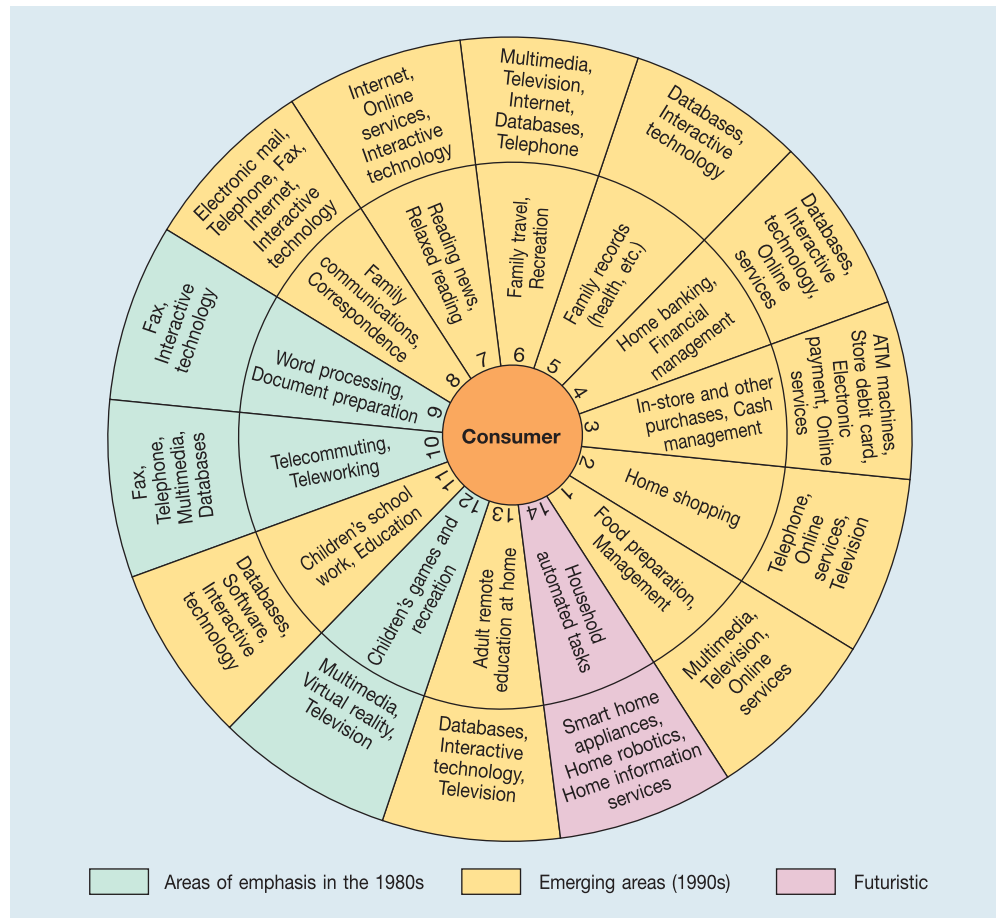 Consumer
1
Food preparation,
Management
Multimedia,
Television,
Online
services
2
Home shopping
Telephone,
Online
services,
Television
3
In-store and other
purchases, Cash
management
ATM machines,
Store debit card,
Electronic
payment, Online
services
4
Home banking,
Financial
management
Databases,
Interactive
technology,
Online
services
5
Family records
(health, etc.)
Databases,
Interactive
technology
6
Family travel,
Recreation
Multimedia,
Television,
Internet,
Databases,
Telephone
7
Reading news,
Relaxed reading
Internet,
Online
services,
Interactive
technology
8
Family
communications,
Correspondence
Electronic mail,
Telephone, Fax,
Internet,
Interactive
technology
9
Word processing,
Document preparation
Fax,
Interactive
technology
10
Telecommuting,
Teleworking
Fax,
Telephone,
Multimedia,
Databases
11
Children's school
work, Education
Databases,
Software,
Interactive
technology
12
Children's games and
recreation
Multimedia,
Virtual reality,
Television
13
Adult remote
education at home
Databases,
Interactive
technology,
Television
14
Household
automated tasks
Smart home
appliances,
Home robotics,
Home information
services
Areas of emphasis in the 1980s
Emerging areas (1990s)
Futuristic